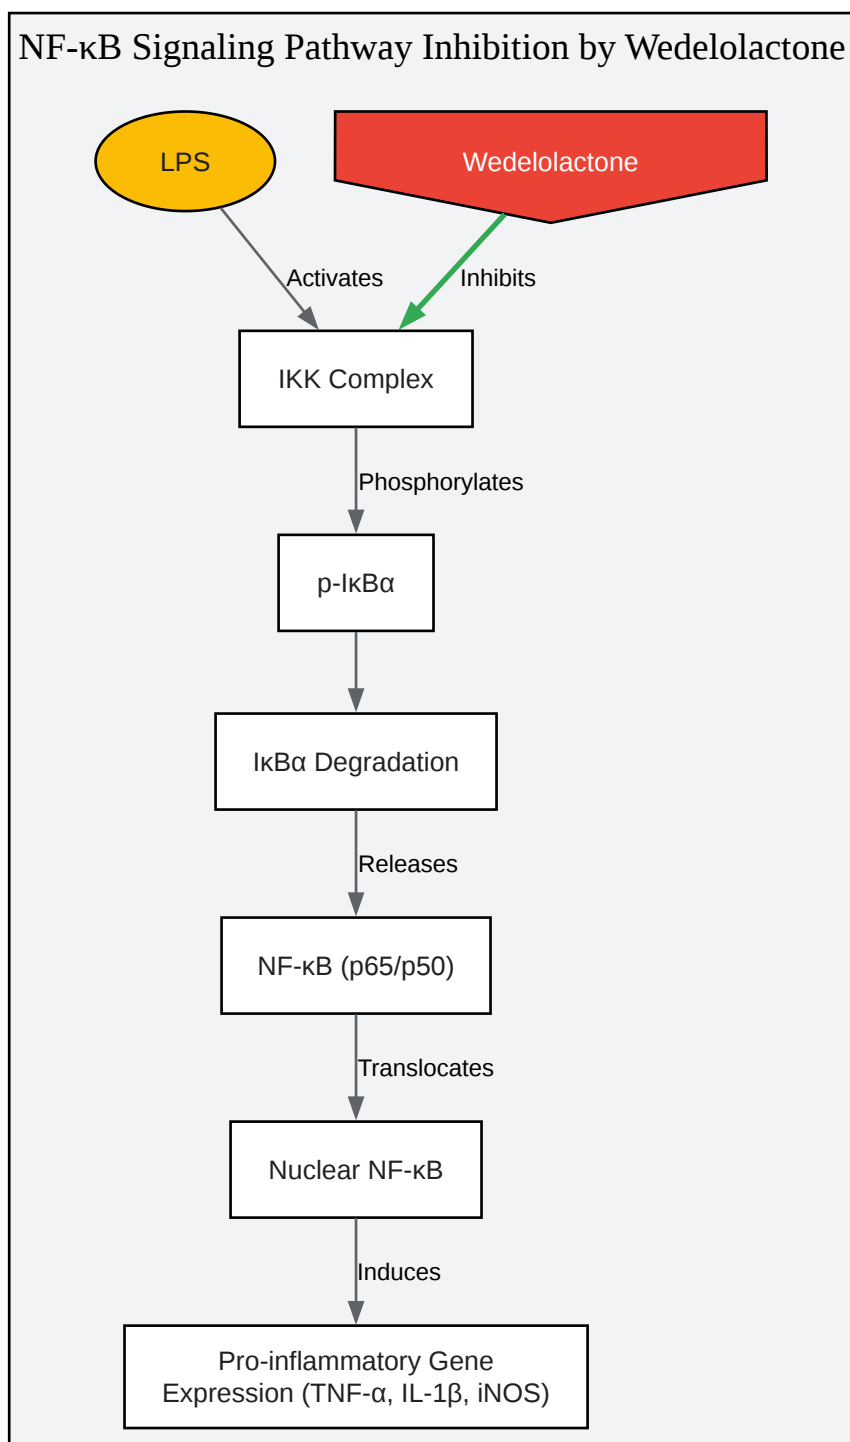 NF-κB Signaling Pathway Inhibition by Wedelolactone
LPS
Wedelolactone
Activates
Inhibits
IKK Complex
Phosphorylates
p-IκBα
IκBα Degradation
Releases
NF-κB (p65/p50)
Translocates
Nuclear NF-κB
Induces
Pro-inflammatory Gene
Expression (TNF-α, IL-1β, iNOS)